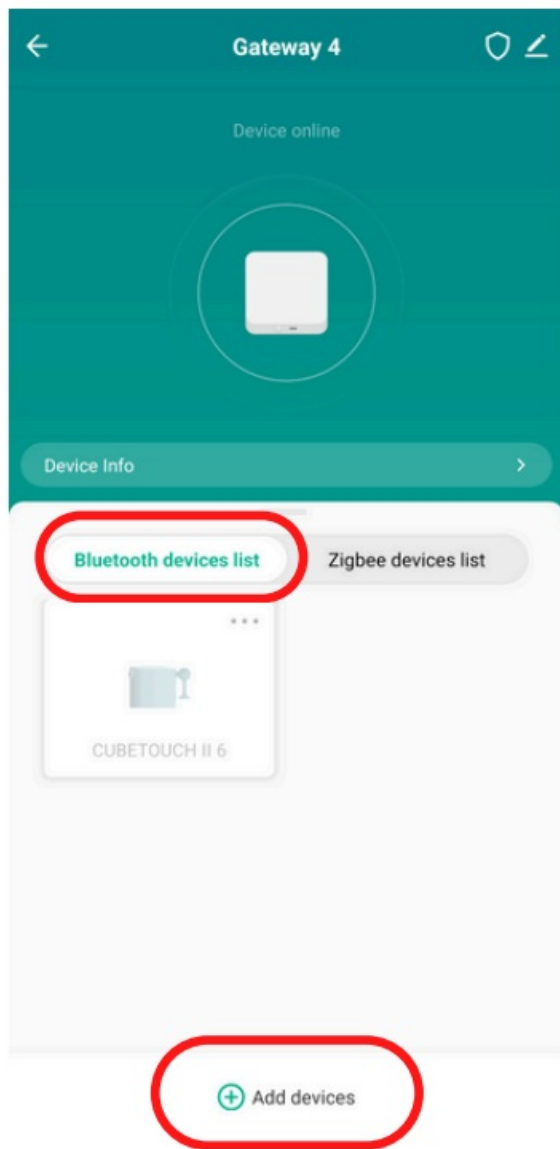 Gateway 4
Device online
Device Info
Bluetooth devices list
Zigbee devices list
CUBETOUCH II 6
Add devices